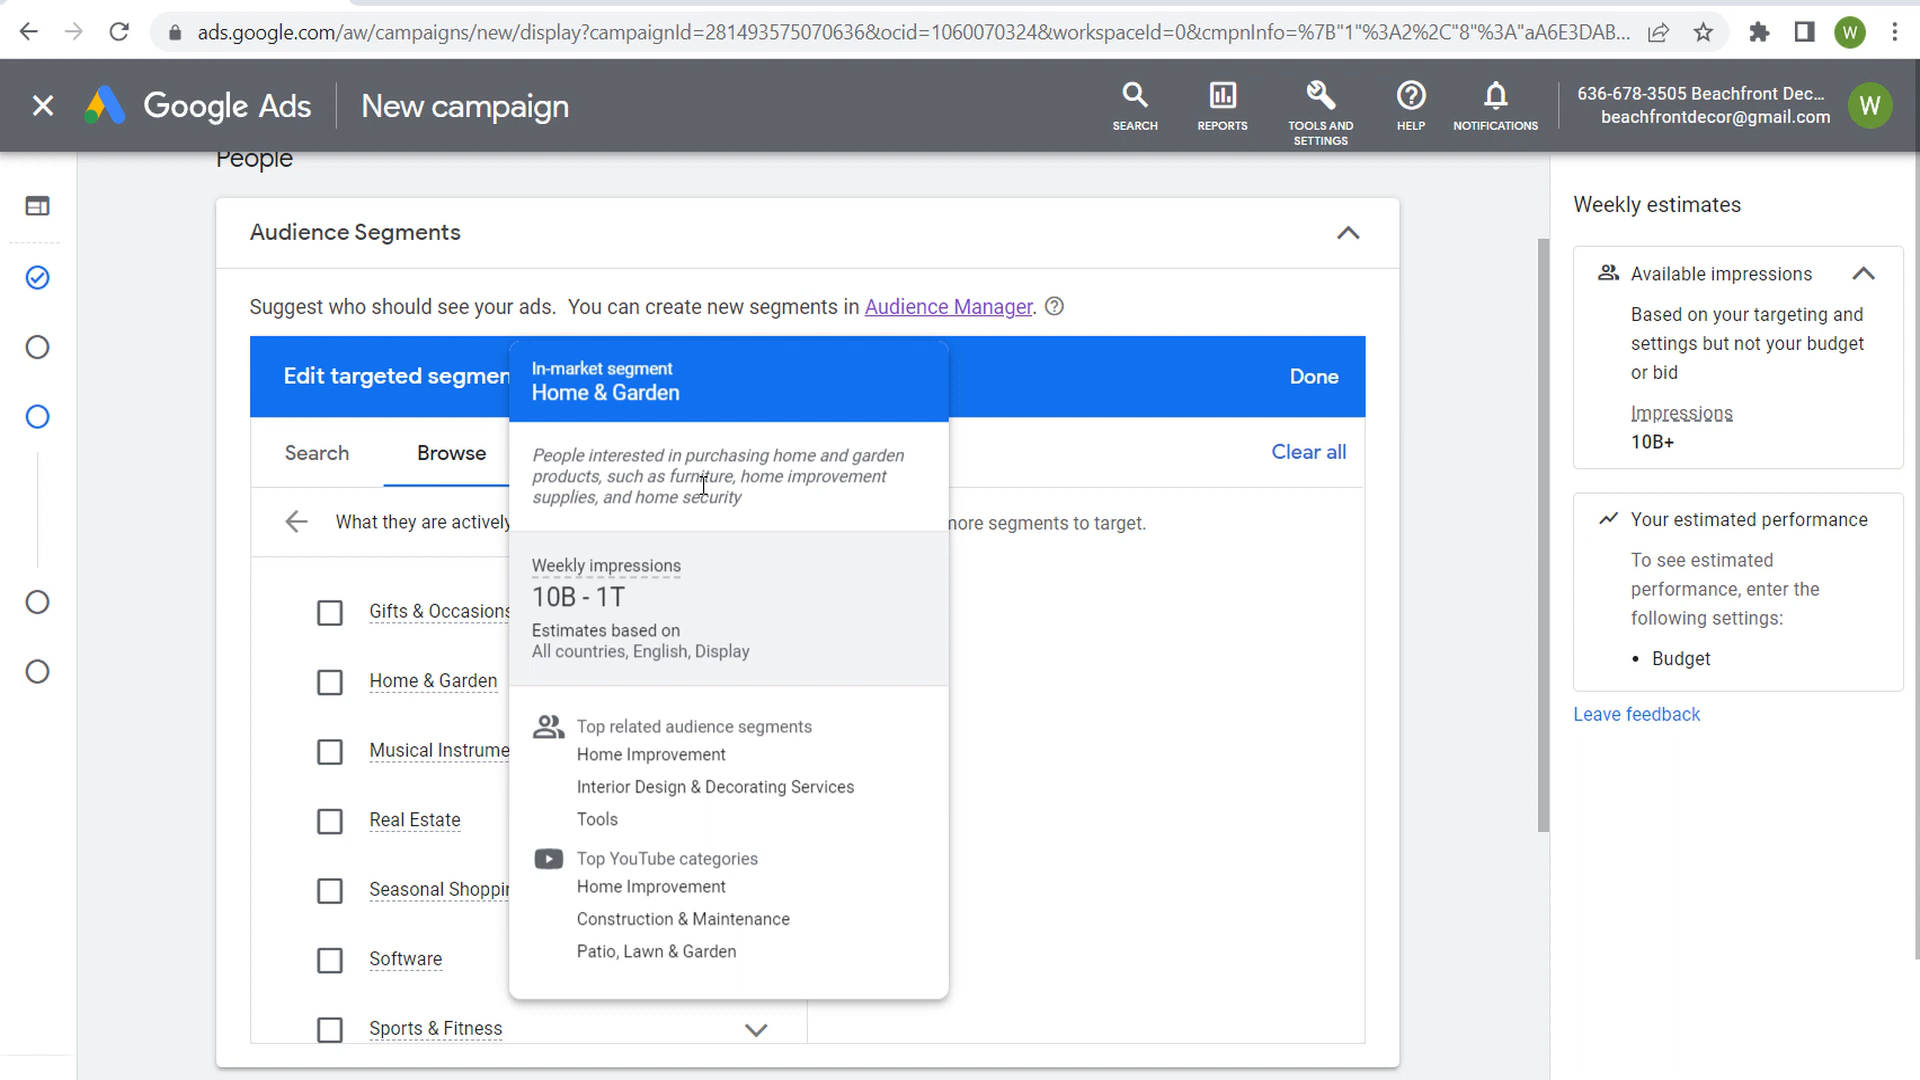 ads.google.com/aw/campaigns/new/display?campaignId=281493575070636&ocid=1060070324&workspaceId=0&cmpnInfo=%7B"1"%3A2%2C"8"%3A"aA6E3DAB...
W
Google Ads
New campaign
SEARCH
REPORTS
TOOLS AND
SETTINGS
HELP
NOTIFICATIONS
636-678-3505 Beachfront Dec...
beachfrontdecor@gmail.com
W
People
Audience Segments
Suggest who should see your ads. You can create new segments in Audience Manager.
Edit targeted segmen
Done
In-market segment
Home & Garden
Search
Browse
Clear all
People interested in purchasing home and garden
products, such as furniture, home improvement
supplies, and home security
What they are actively
more segments to target.
Weekly impressions
10B - 1T
Estimates based on
All countries, English, Display
Gifts & Occasions
Home & Garden
Musical Instrume
Real Estate
Seasonal Shoppin
Software
Sports & Fitness
Top related audience segments
Home Improvement
Interior Design & Decorating Services
Tools
Top YouTube categories
Home Improvement
Construction & Maintenance
Patio, Lawn & Garden
Weekly estimates
Available impressions
Based on your targeting and
settings but not your budget
or bid
Impressions
10B+
Your estimated performance
To see estimated
performance, enter the
following settings:
• Budget
Leave feedback